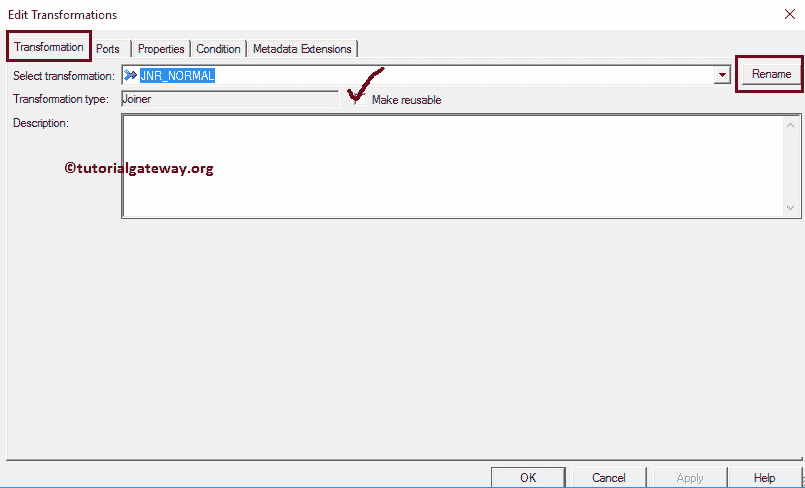 Edit Transformations
Transformation Ports Properties Condition Metadata Extensions
Select transformation: JNR_NORMAL Rename
Transformation type: Joiner Make reusable
Description:
©tutorialgateway.org
OK Cancel Apply Help